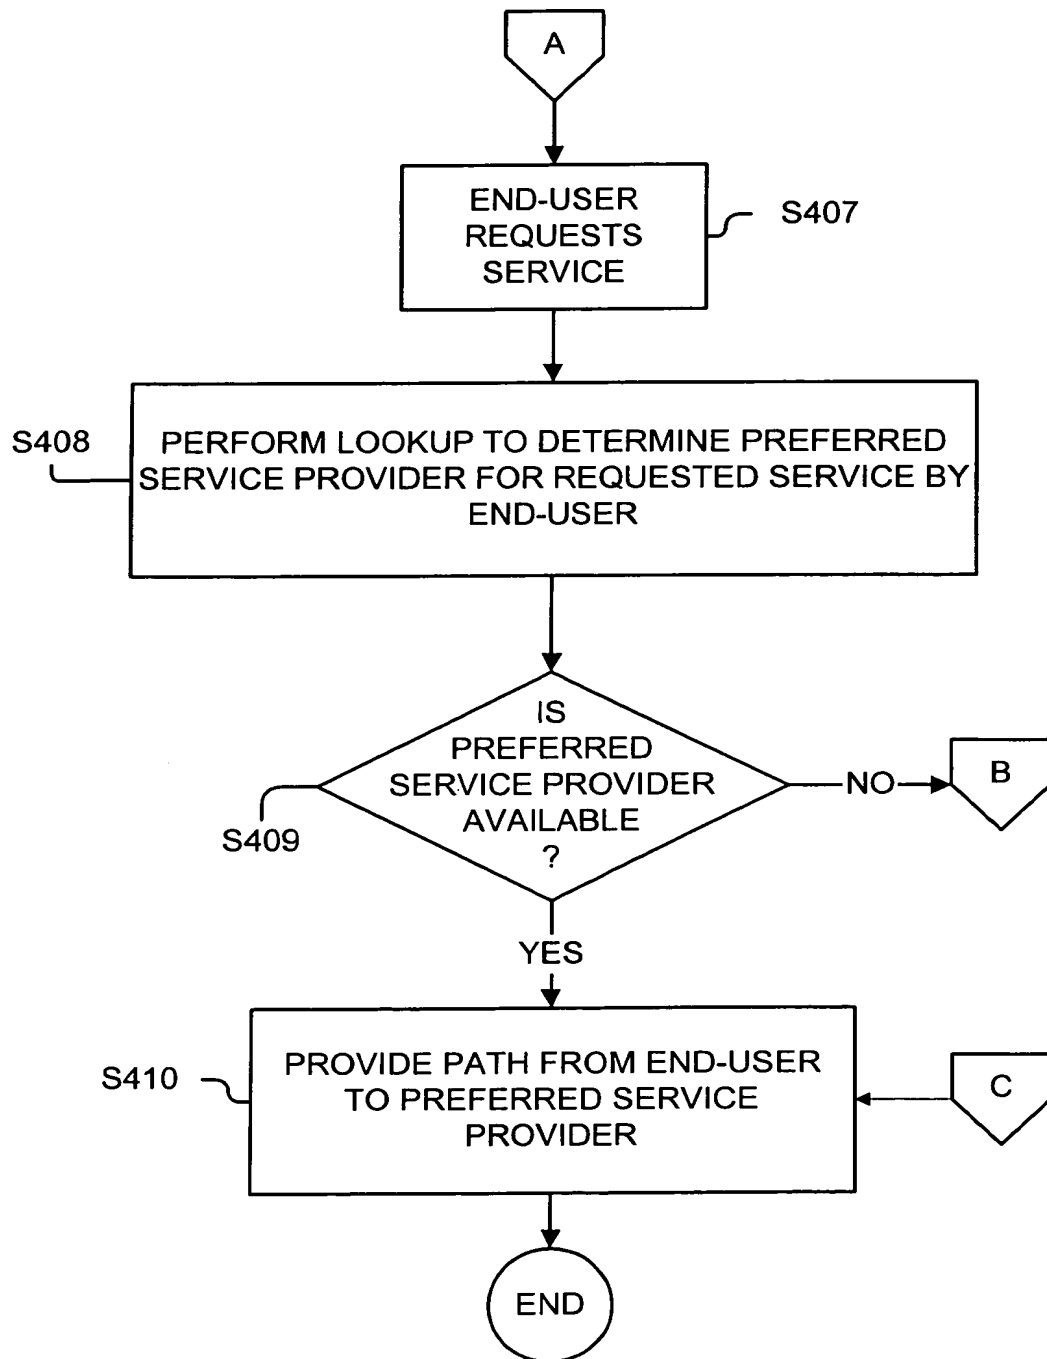 A
END-USER
REQUESTS
SERVICE
S407
S408
PERFORM LOOKUP TO DETERMINE PREFERRED
SERVICE PROVIDER FOR REQUESTED SERVICE BY
END-USER
IS
PREFERRED
SERVICE PROVIDER
AVAILABLE
?
S409
NO
B
YES
S410
PROVIDE PATH FROM END-USER
TO PREFERRED SERVICE
PROVIDER
C
END